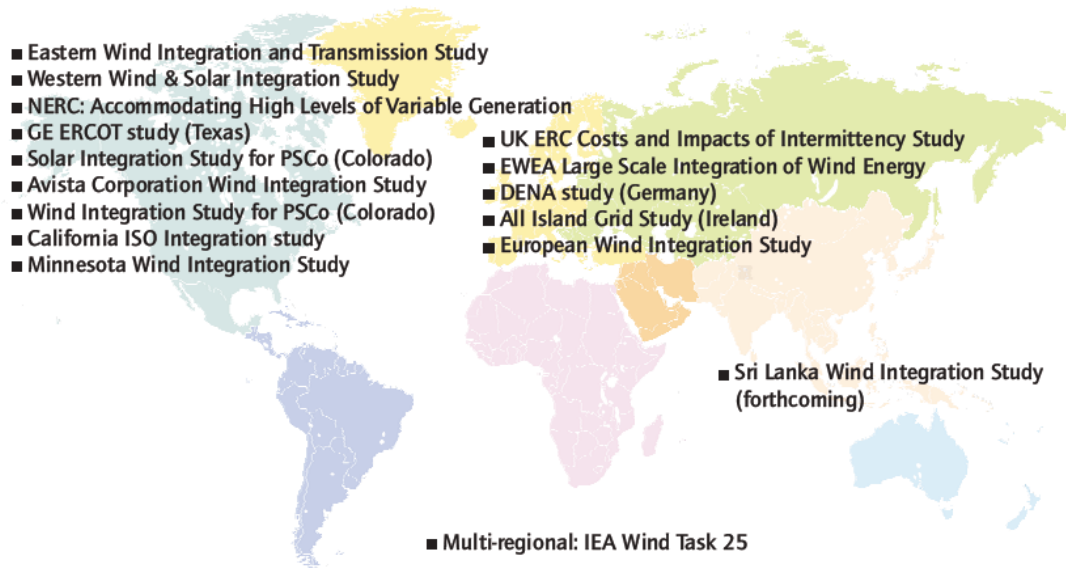 ■ Eastern Wind Integration and Transmission Study
■ Western Wind & Solar Integration Study
■ NERC: Accommodating High Levels of Variable Generation
■ GE ERCOT study (Texas)
■ Solar Integration Study for PSCo (Colorado)
■ Avista Corporation Wind Integration Study
■ Wind Integration Study for PSCo (Colorado)
■ California ISO Integration study
■ Minnesota Wind Integration Study
■ UK ERC Costs and Impacts of Intermittency Study
■ EWEA Large Scale Integration of Wind Energy
■ DENA study (Germany)
■ All Island Grid Study (Ireland)
■ European Wind Integration Study
■ Sri Lanka Wind Integration Study
(forthcoming)
■ Multi-regional: IEA Wind Task 25